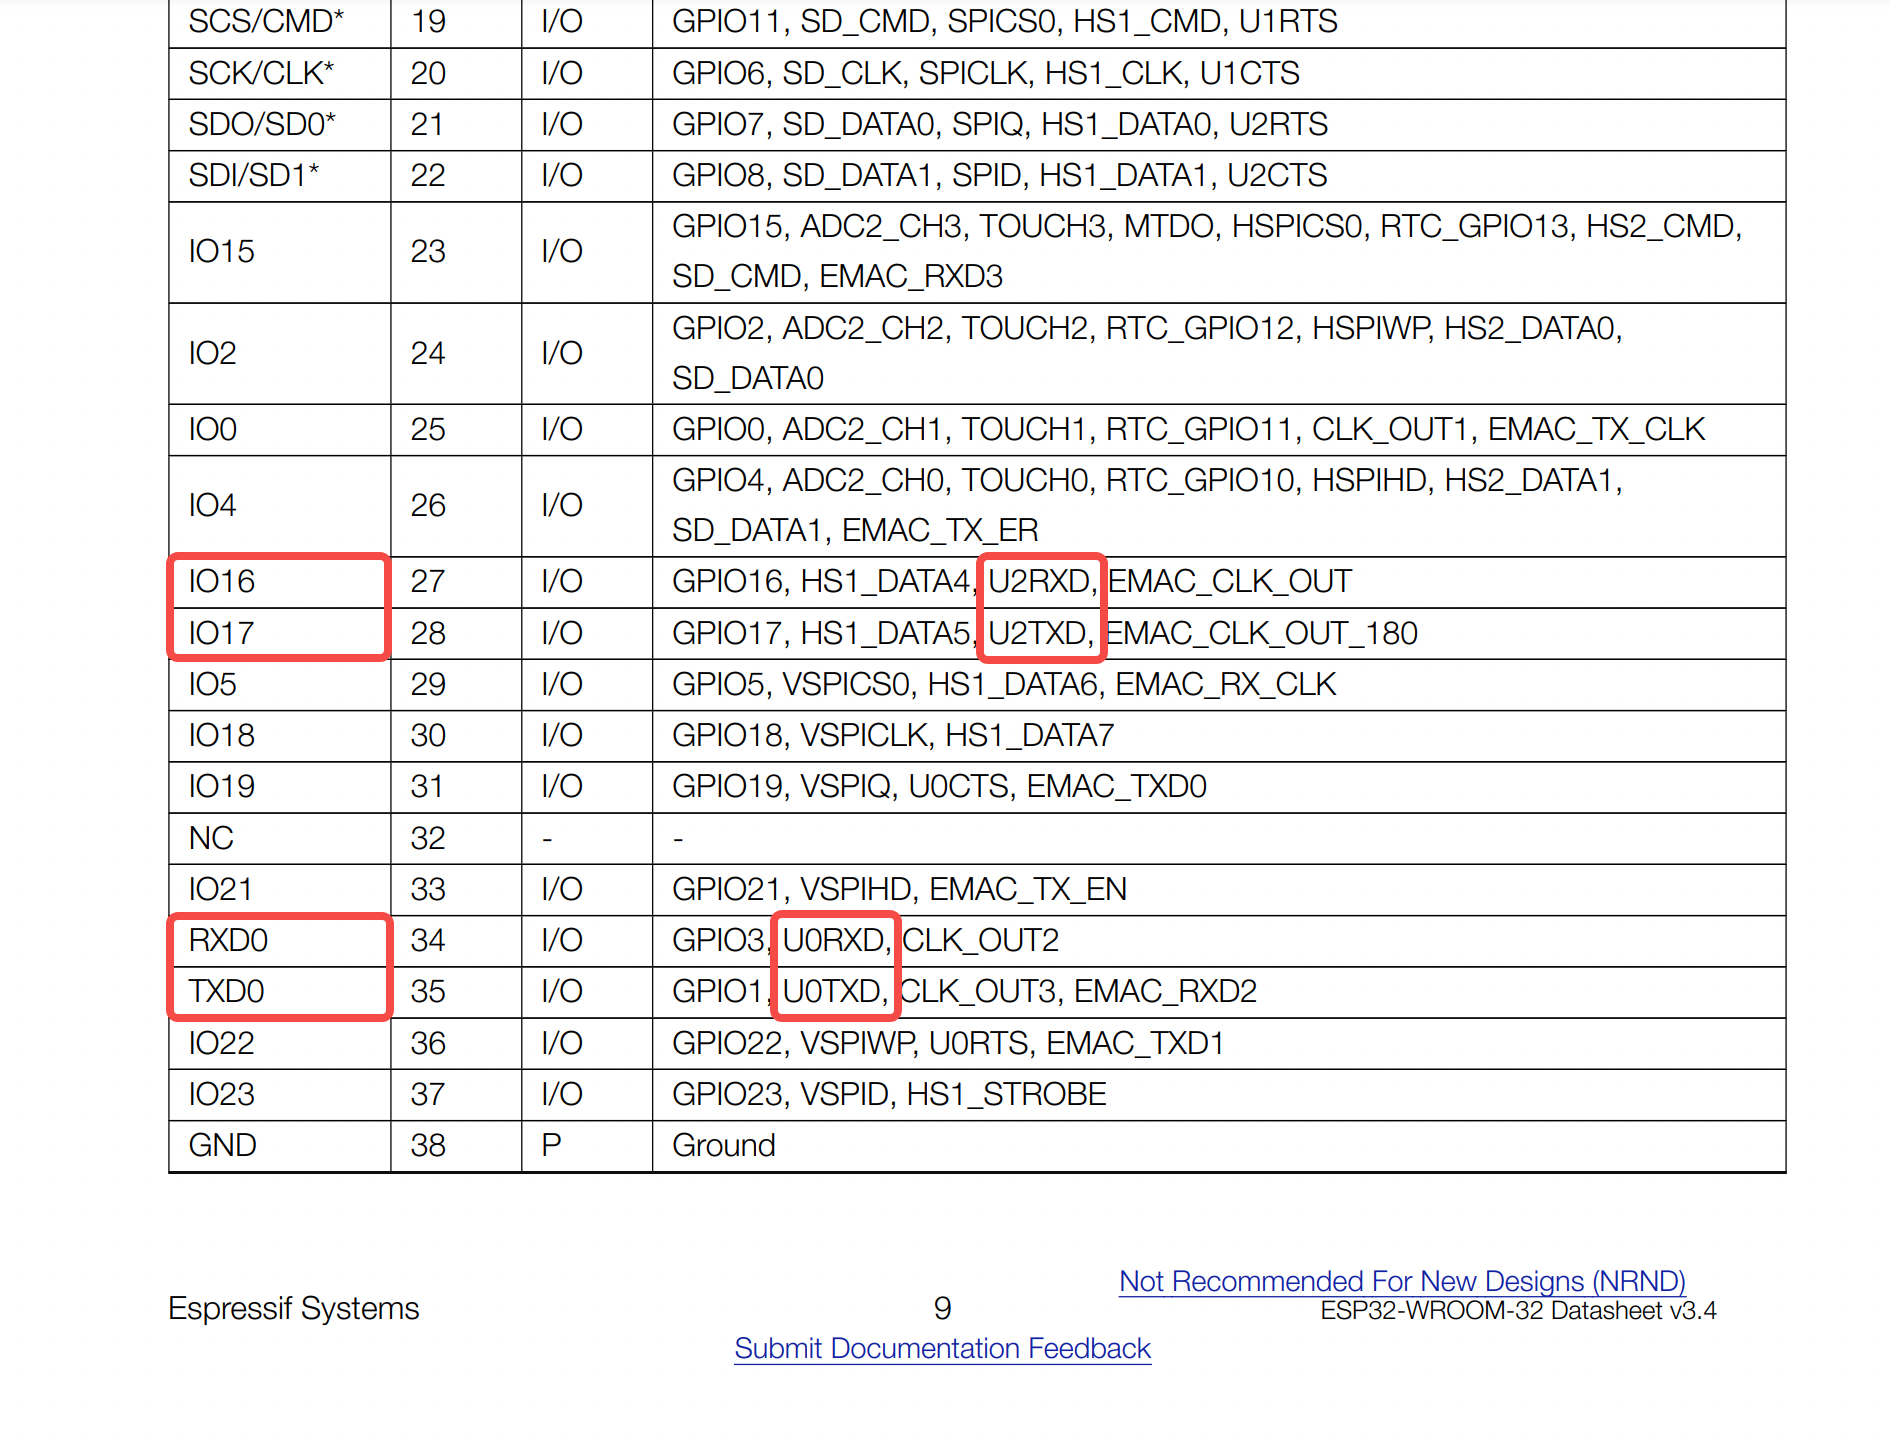 SCS/CMD* 19 I/O GPIO11, SD_CMD, SPICS0, HS1_CMD, U1RTS
SCK/CLK* 20 I/O GPIO6, SD_CLK, SPICLK, HS1_CLK, U1CTS
SDO/SD0* 21 I/O GPIO7, SD_DATA0, SPIQ, HS1_DATA0, U2RTS
SDI/SD1* 22 I/O GPIO8, SD_DATA1, SPID, HS1_DATA1, U2CTS
IO15 23 I/O GPIO15, ADC2_CH3, TOUCH3, MTDO, HSPICS0, RTC_GPIO13, HS2_CMD,
SD_CMD, EMAC_RXD3
IO2 24 I/O GPIO2, ADC2_CH2, TOUCH2, RTC_GPIO12, HSPIWP, HS2_DATA0,
SD_DATA0
IO0 25 I/O GPIO0, ADC2_CH1, TOUCH1, RTC_GPIO11, CLK_OUT1, EMAC_TX_CLK
IO4 26 I/O GPIO4, ADC2_CH0, TOUCH0, RTC_GPIO10, HSPIHD, HS2_DATA1,
SD_DATA1, EMAC_TX_ER
IO16 27 I/O GPIO16, HS1_DATA4, U2RXD, EMAC_CLK_OUT
IO17 28 I/O GPIO17, HS1_DATA5, U2TXD, EMAC_CLK_OUT_180
IO5 29 I/O GPIO5, VSPICS0, HS1_DATA6, EMAC_RX_CLK
IO18 30 I/O GPIO18, VSPICLK, HS1_DATA7
IO19 31 I/O GPIO19, VSPIQ, U0CTS, EMAC_TXD0
NC 32 - -
IO21 33 I/O GPIO21, VSPIHD, EMAC_TX_EN
RXD0 34 I/O GPIO3, U0RXD, CLK_OUT2
TXD0 35 I/O GPIO1, U0TXD, CLK_OUT3, EMAC_RXD2
IO22 36 I/O GPIO22, VSPIWP, U0RTS, EMAC_TXD1
IO23 37 I/O GPIO23, VSPID, HS1_STROBE
GND 38 P Ground
Not Recommended For New Designs (NRND)
Espressif Systems 9 ESP32-WROOM-32 Datasheet v3.4
Submit Documentation Feedback